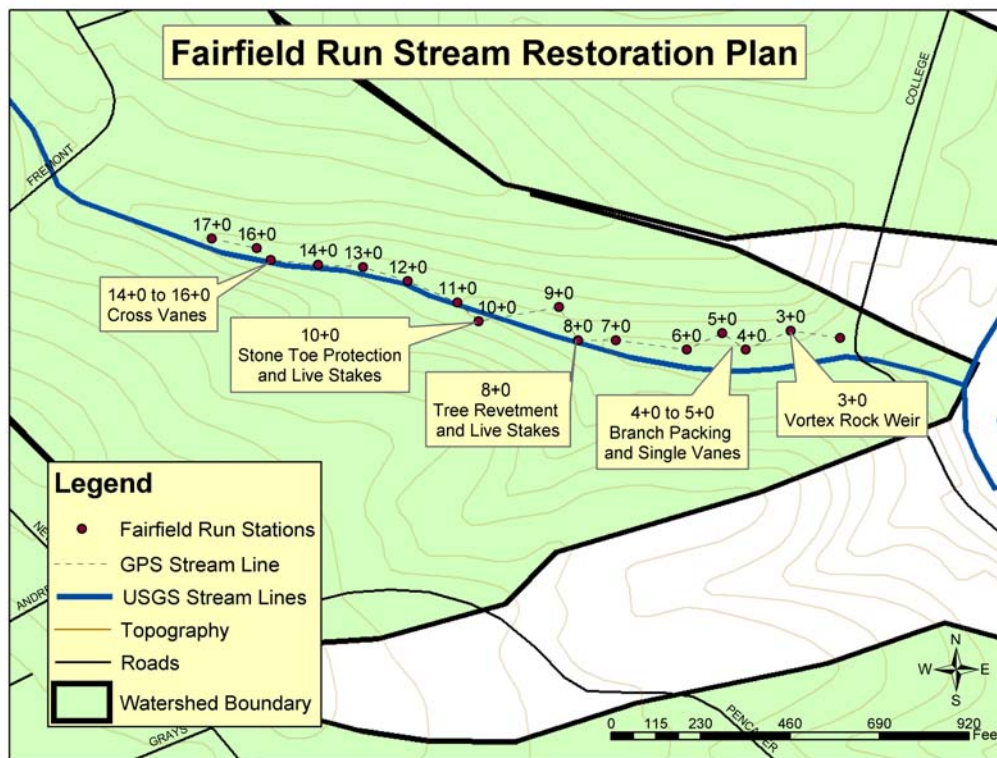 Fairfield Run Stream Restoration Plan
COLLEGE
FREMONT
17+0
16+0
14+0
13+0
12+0
11+0
10+0
9+0
8+0
7+0
6+0
5+0
4+0
3+0
14+0 to 16+0
Cross Vanes
10+0
Stone Toe Protection
and Live Stakes
8+0
Tree Revetment
and Live Stakes
4+0 to 5+0
Branch Packing
and Single Vanes
3+0
Vortex Rock Weir
Legend
Fairfield Run Stations
GPS Stream Line
USGS Stream Lines
Topography
Roads
Watershed Boundary
NE
ANDRE
GRAYS
PENCADER
N
W E
S
0 115 230 460 690 920
Fee